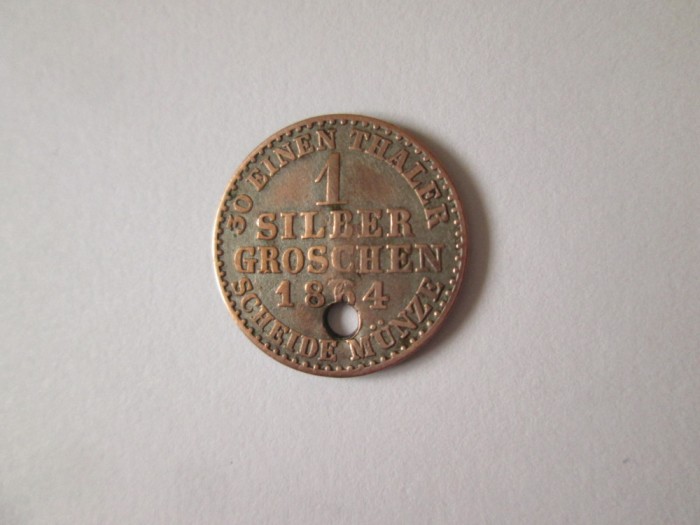 30 EINEN THALER
1
SILBER
GROSCHEN
1864
SCHEIDE MÜNZE